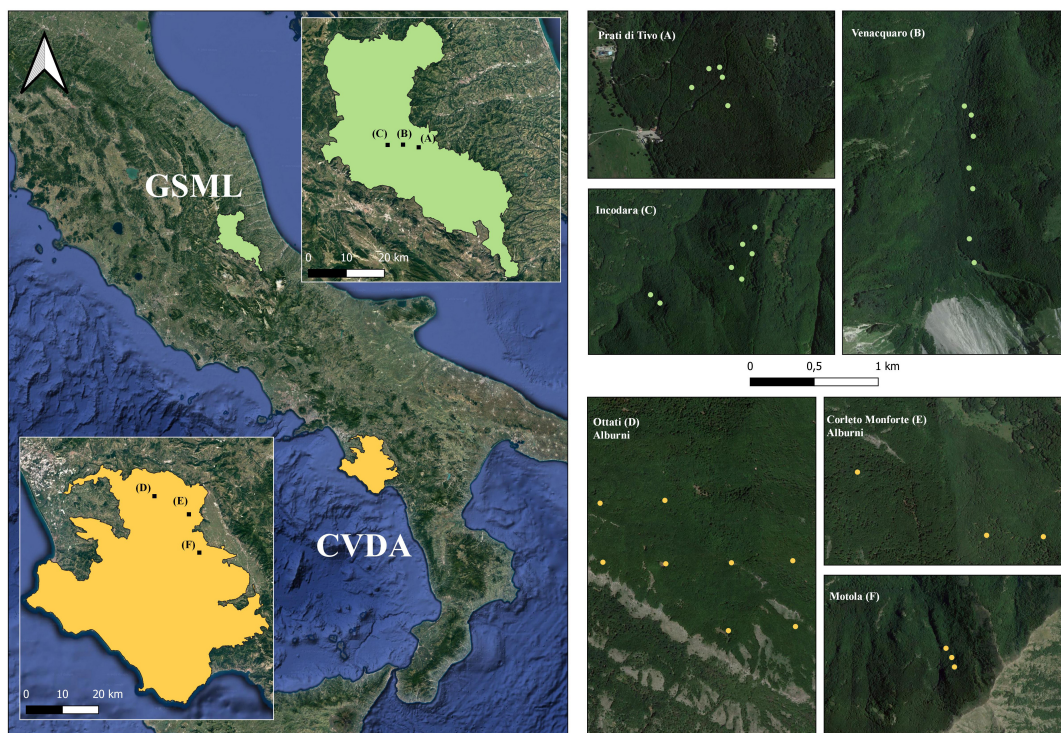 GSML
(C)
(B)
(A)
0
10
20 km
CVDA
(D)
(E)
(F)
0
10
20 km
Prati di Tivo (A)
Venacquaro (B)
Incodara (C)
0
0,5
1 km
Ottati (D)
Alburni
Corleto Monforte (E)
Alburni
Motola (F)